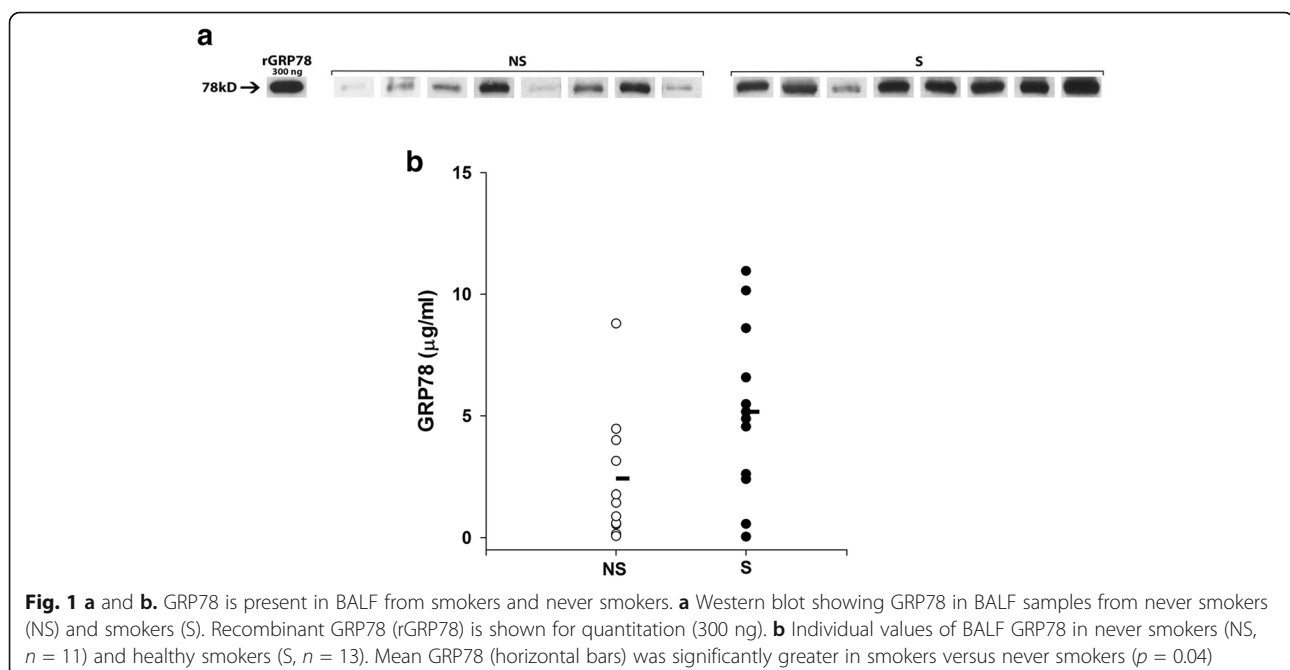 a
rGRP78
300 ng
NS
S
78kD →
b
15
10
5
0
GRP78 (μg/ml)
NS
S
Fig. 1 a and b. GRP78 is present in BALF from smokers and never smokers. a Western blot showing GRP78 in BALF samples from never smokers
(NS) and smokers (S). Recombinant GRP78 (rGRP78) is shown for quantitation (300 ng). b Individual values of BALF GRP78 in never smokers (NS,
n = 11) and healthy smokers (S, n = 13). Mean GRP78 (horizontal bars) was significantly greater in smokers versus never smokers (p = 0.04)